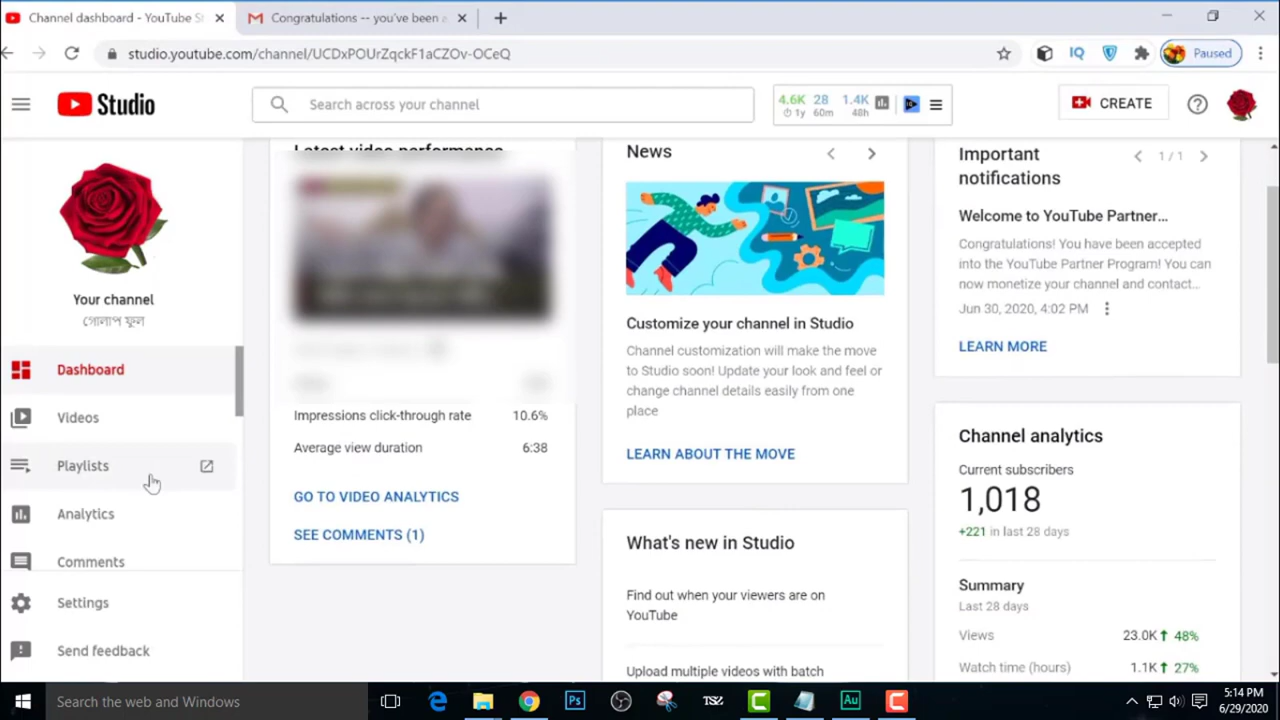 Channel dashboard - YouTube St
Congratulations -- you've been a
studio.youtube.com/channel/UCDxPOUrZqckF1aCZOv-OCeQ
IQ
Paused
Studio
Search across your channel
4.6K 28 1.4K
1y 60m 48h
CREATE
Your channel
গোলাপ ফুল
Dashboard
Videos
Playlists
Analytics
Comments
Settings
Send feedback
Latest video performance
Impressions click-through rate 10.6%
Average view duration 6:38
GO TO VIDEO ANALYTICS
SEE COMMENTS (1)
News
Customize your channel in Studio
Channel customization will make the move
to Studio soon! Update your look and feel or
change channel details easily from one
place
LEARN ABOUT THE MOVE
What's new in Studio
Find out when your viewers are on
YouTube
Upload multiple videos with batch
Important
notifications
1 / 1
Welcome to YouTube Partner...
Congratulations! You have been accepted
into the YouTube Partner Program! You can
now monetize your channel and contact...
Jun 30, 2020, 4:02 PM
LEARN MORE
Channel analytics
Current subscribers
1,018
+221 in last 28 days
Summary
Last 28 days
Views 23.0K 48%
Watch time (hours) 1.1K 27%
Search the web and Windows
Ps
TSZ
Au
5:14 PM
6/29/2020